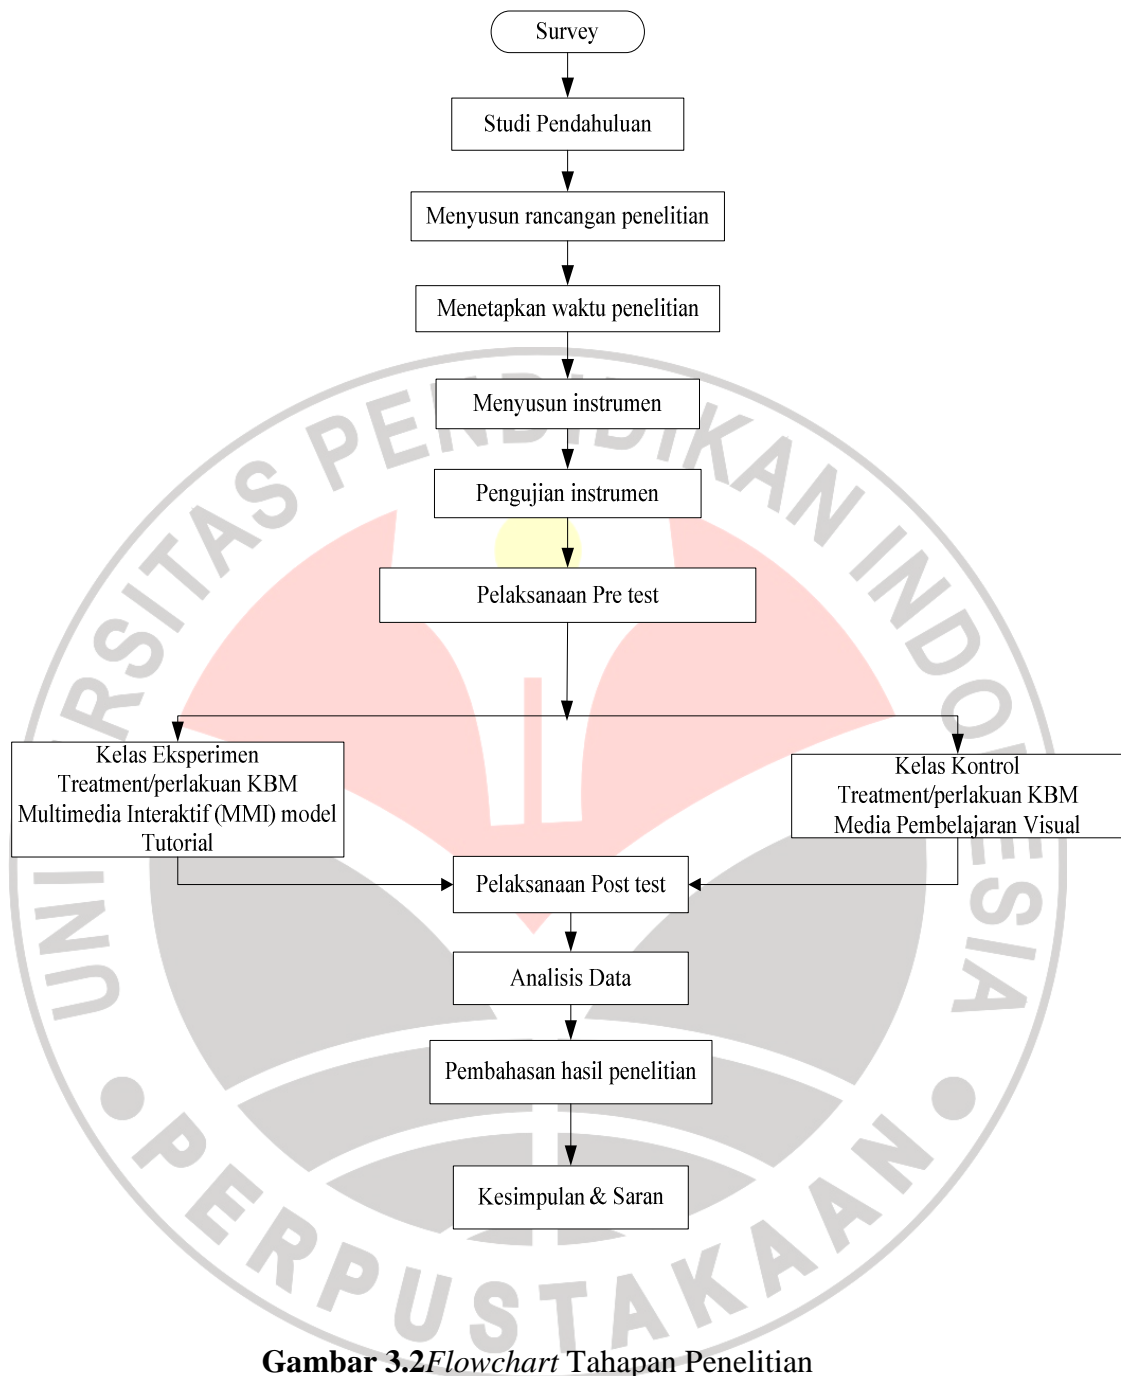 Survey
Studi Pendahuluan
Menyusun rancangan penelitian
Menetapkan waktu penelitian
Menyusun instrumen
Pengujian instrumen
Pelaksanaan Pre test
Kelas Eksperimen
Treatment/perlakuan KBM
Multimedia Interaktif (MMI) model
Tutorial
Kelas Kontrol
Treatment/perlakuan KBM
Media Pembelajaran Visual
Pelaksanaan Post test
Analisis Data
Pembahasan hasil penelitian
Kesimpulan & Saran
Gambar 3.2Flowchart Tahapan Penelitian
UNIVERSITAS PENDIDIKAN INDONESIA
PERPUSTAKAAN